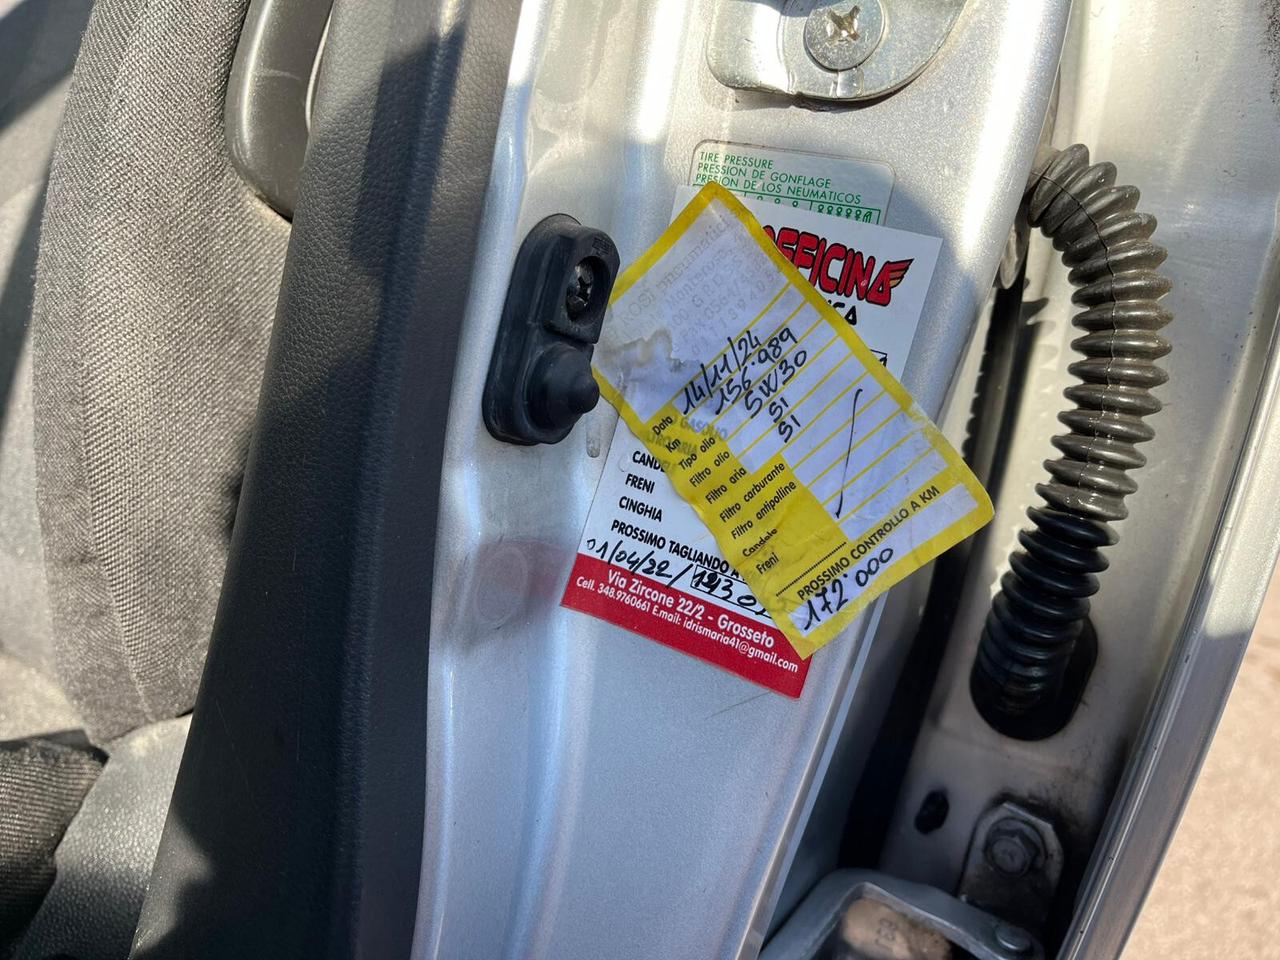 TIRE PRESSURE
PRESSION DE GONFLAGE
PRESION DE LOS NEUMATICOS
OFFICINA
Data 14/11/24
Km 156.989
Tipo olio 5W30
Filtro olio SI
Filtro aria SI
Filtro carburante
Filtro antipolline
Candele
Freni
PROSSIMO CONTROLLO A KM
172.000
GASOLIO
FRENI
CINGHIA
PROSSIMO TAGLIANDO A
01/04/22/
Via Zircone 22/2 - Grosseto
Cell. 348.9760661 E.mail: idrismaria41@gmail.com